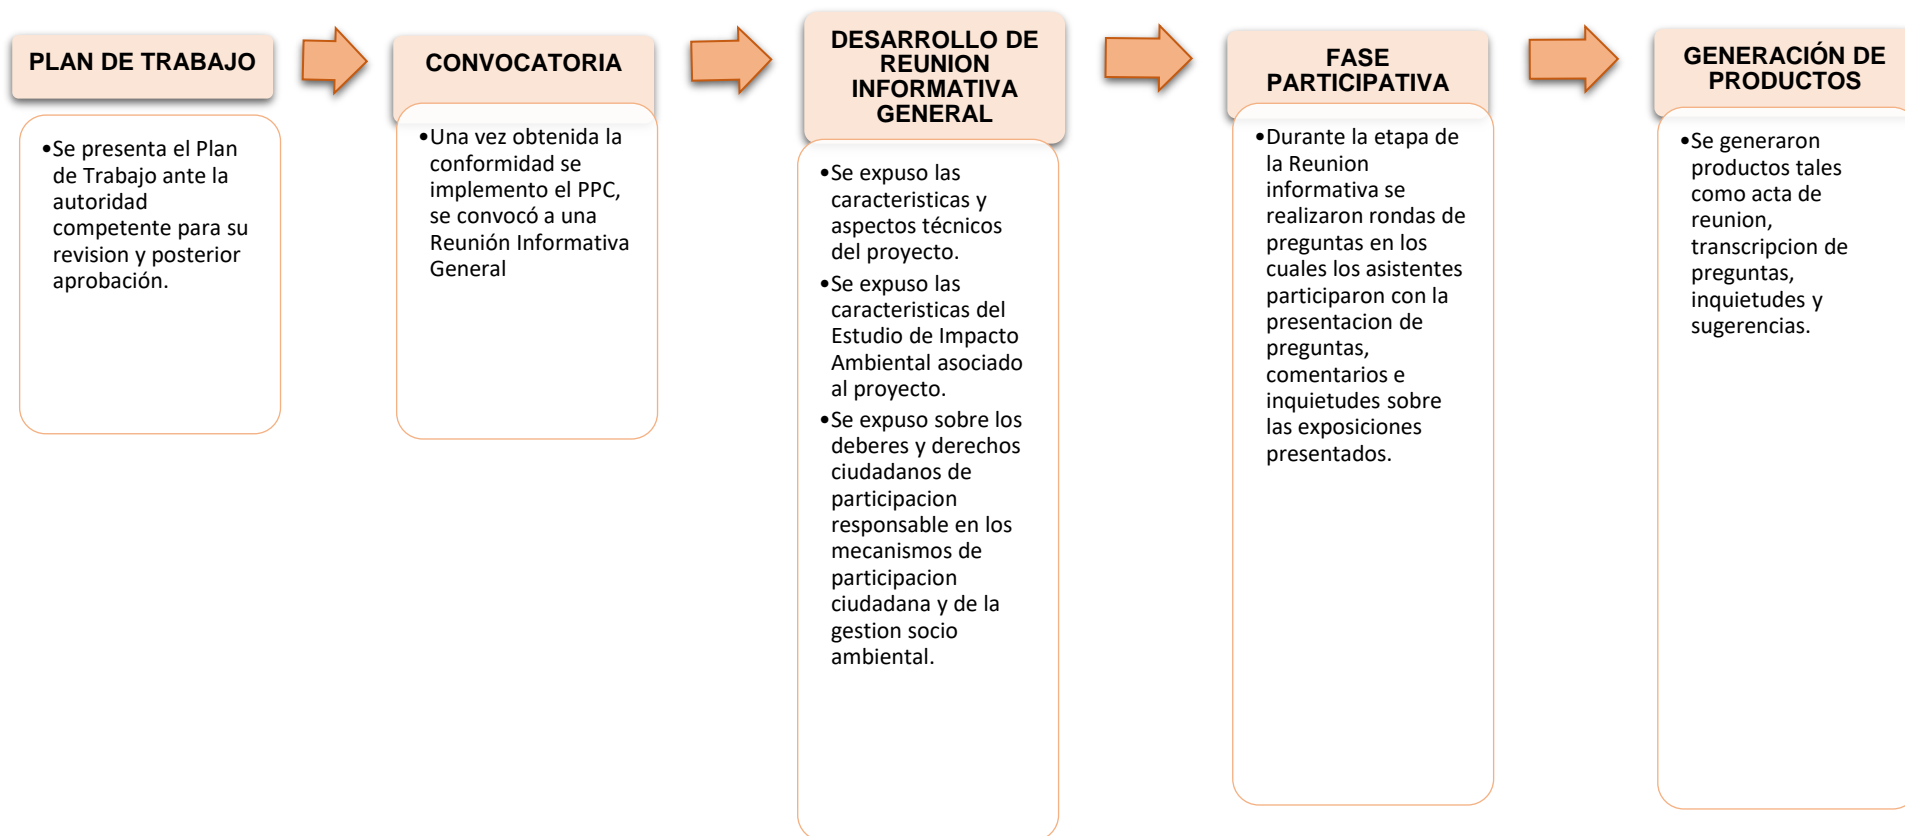 PLAN DE TRABAJO
•Se presenta el Plan
de Trabajo ante la
autoridad
competente para su
revision y posterior
aprobación.
CONVOCATORIA
•Una vez obtenida la
conformidad se
implemento el PPC,
se convocó a una
Reunión Informativa
General
DESARROLLO DE
REUNION
INFORMATIVA
GENERAL
•Se expuso las
caracteristicas y
aspectos técnicos
del proyecto.
•Se expuso las
caracteristicas del
Estudio de Impacto
Ambiental asociado
al proyecto.
•Se expuso sobre los
deberes y derechos
ciudadanos de
participacion
responsable en los
mecanismos de
participacion
ciudadana y de la
gestion socio
ambiental.
FASE
PARTICIPATIVA
•Durante la etapa de
la Reunion
informativa se
realizaron rondas de
preguntas en los
cuales los asistentes
participaron con la
presentacion de
preguntas,
comentarios e
inquietudes sobre
las exposiciones
presentados.
GENERACIÓN DE
PRODUCTOS
•Se generaron
productos tales
como acta de
reunion,
transcripcion de
preguntas,
inquietudes y
sugerencias.